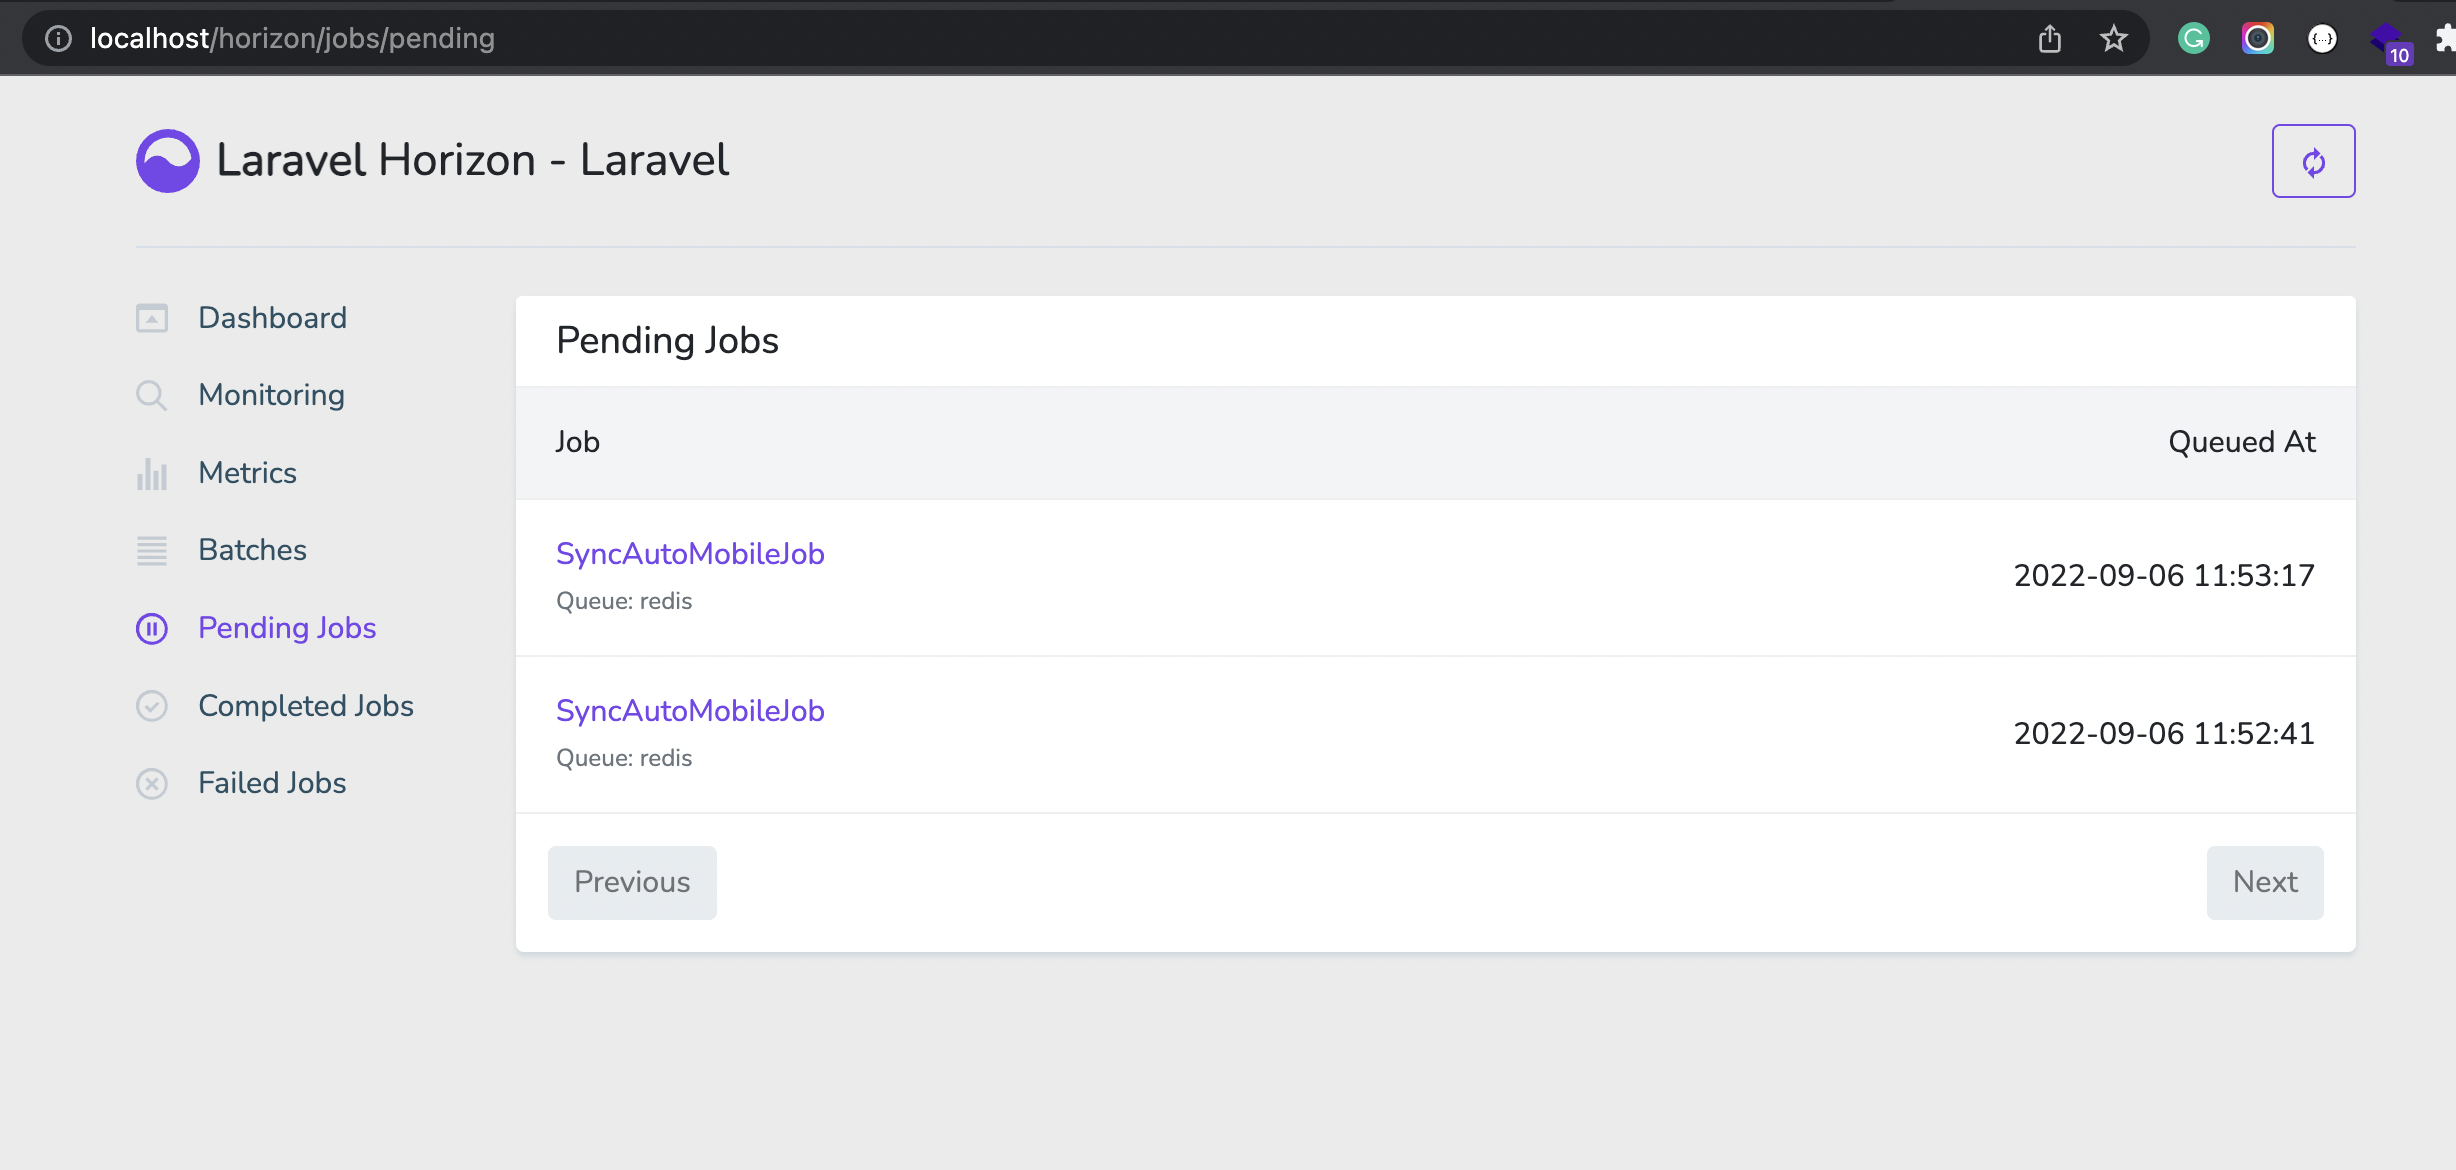 localhost/horizon/jobs/pending
{...}
10
Laravel Horizon - Laravel
Dashboard
Monitoring
Metrics
Batches
Pending Jobs
Completed Jobs
Failed Jobs
Pending Jobs
Job Queued At
SyncAutoMobileJob
Queue: redis
2022-09-06 11:53:17
SyncAutoMobileJob
Queue: redis
2022-09-06 11:52:41
Previous Next